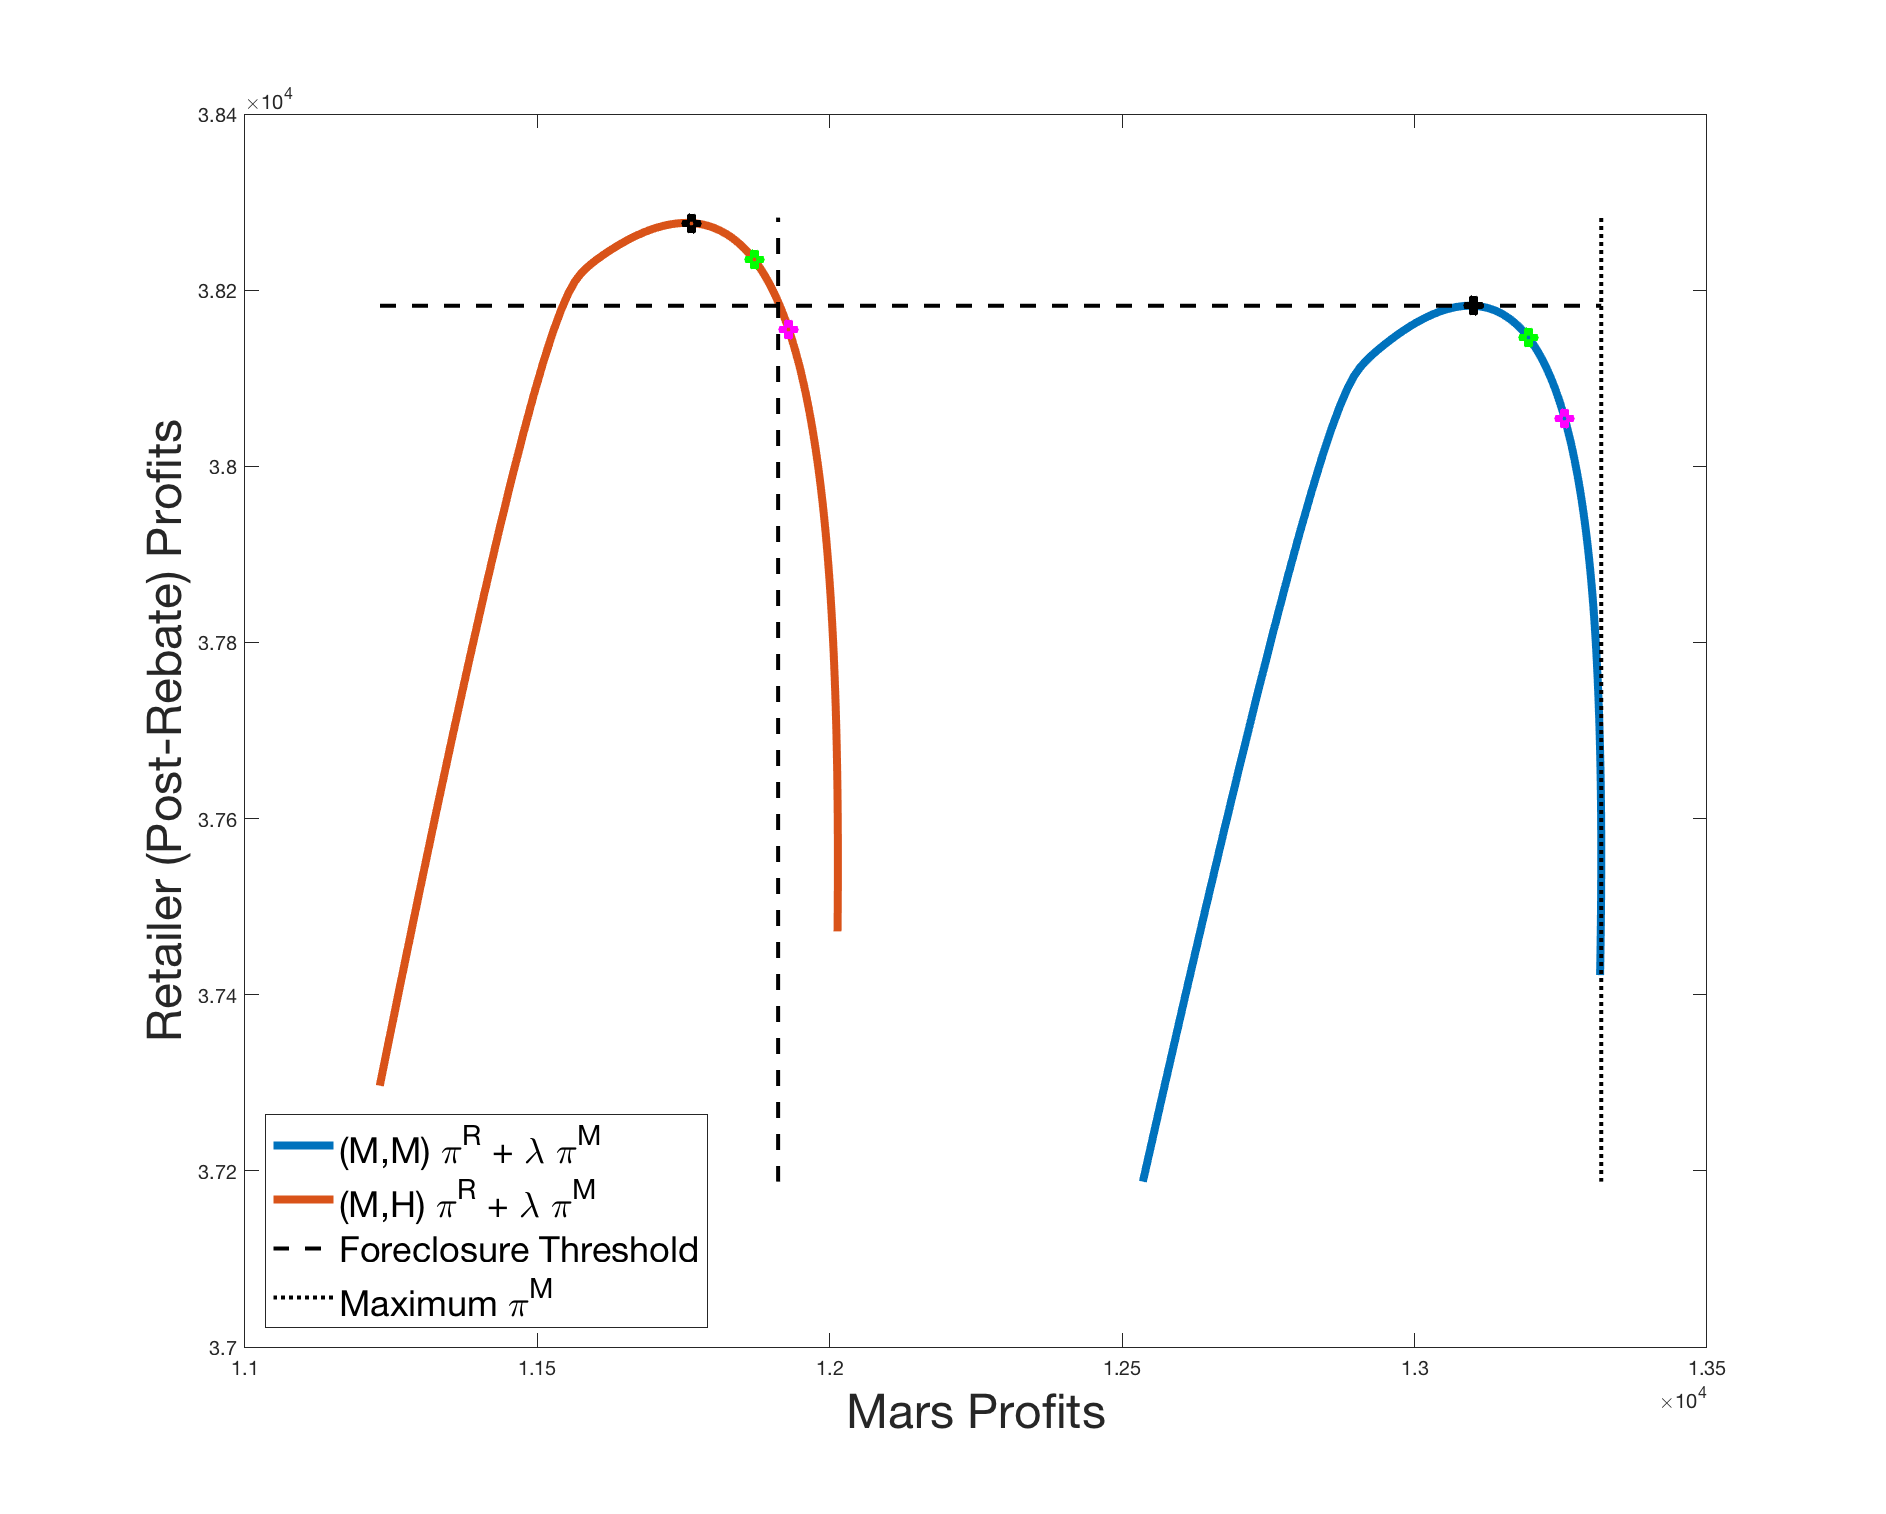 ×10^4
3.84
3.82
3.8
3.78
3.76
3.74
3.72
3.7
Retailer (Post-Rebate) Profits
(M,M) π^R + λ π^M
(M,H) π^R + λ π^M
Foreclosure Threshold
Maximum π^M
1.1 1.15 1.2 1.25 1.3 1.35
×10^4
Mars Profits